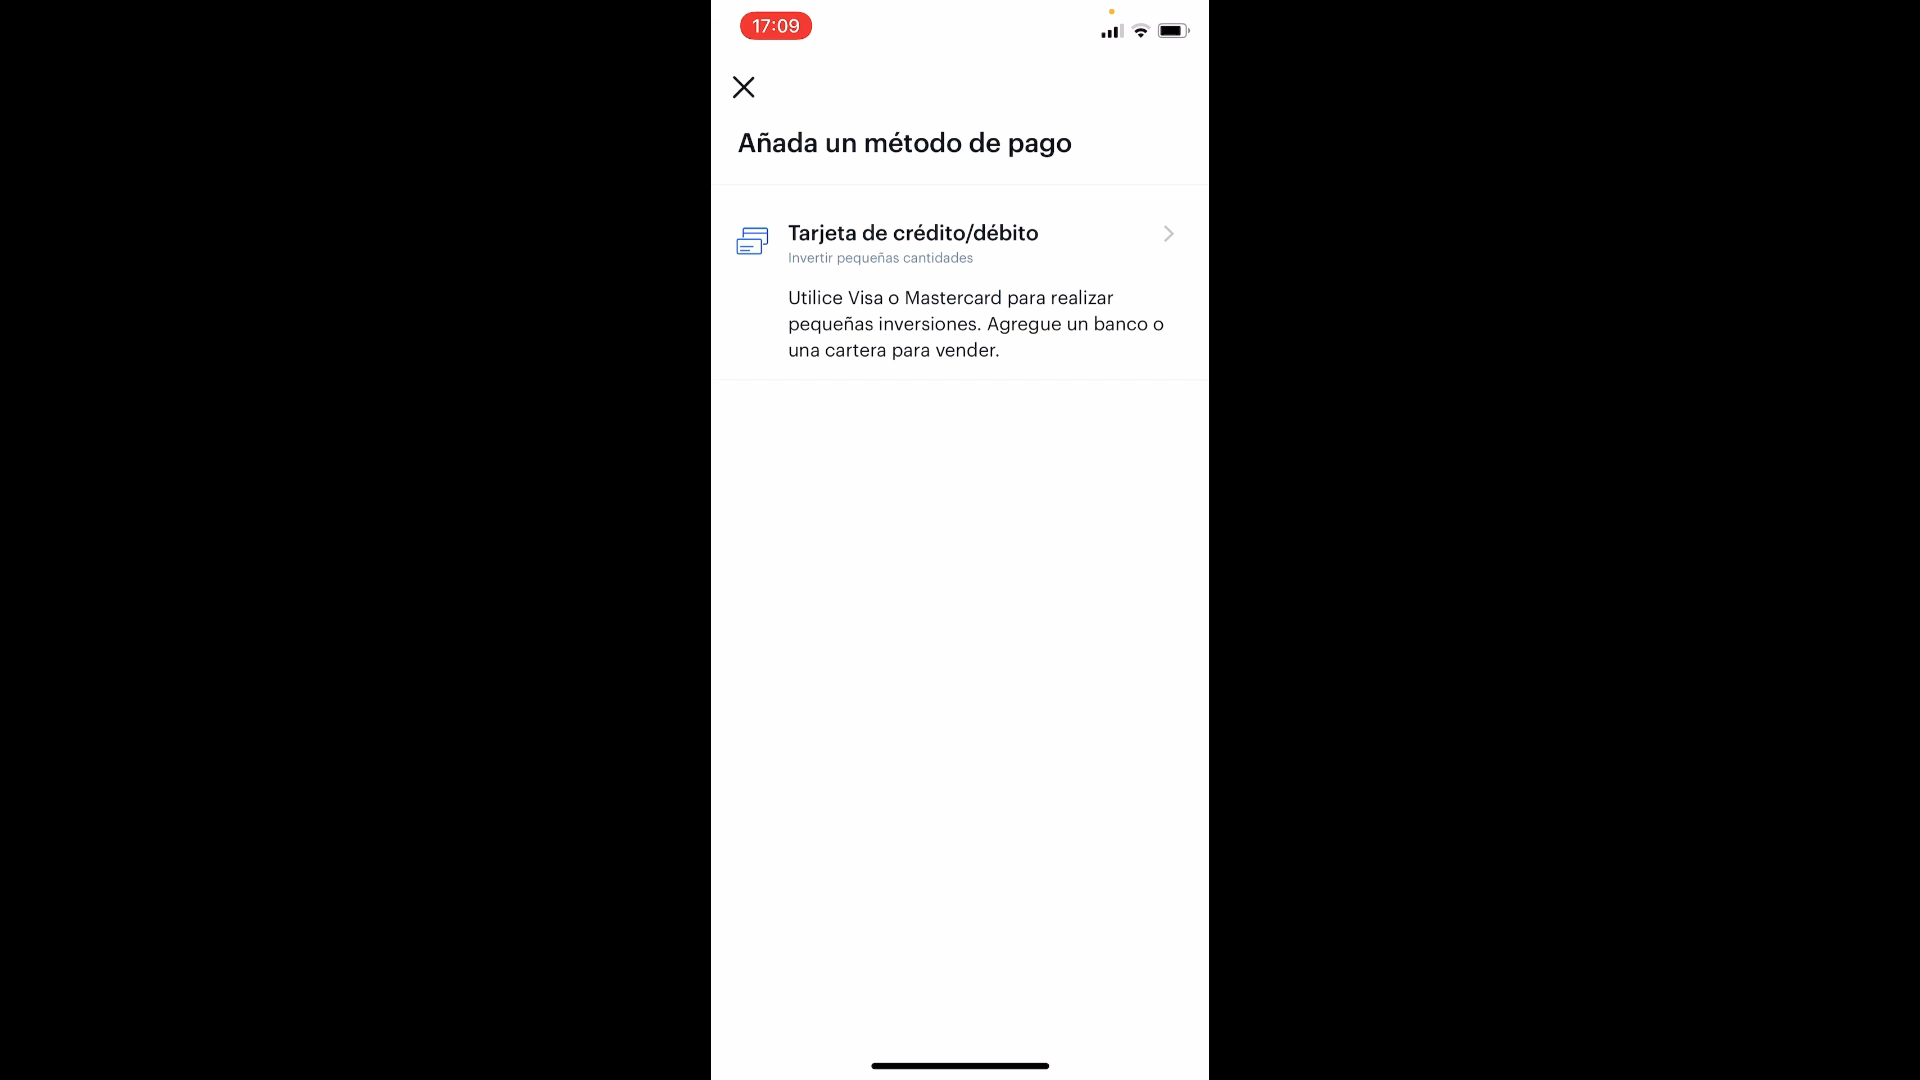 17:09
Añada un método de pago
Tarjeta de crédito/débito
Invertir pequeñas cantidades
Utilice Visa o Mastercard para realizar
pequeñas inversiones. Agregue un banco o
una cartera para vender.